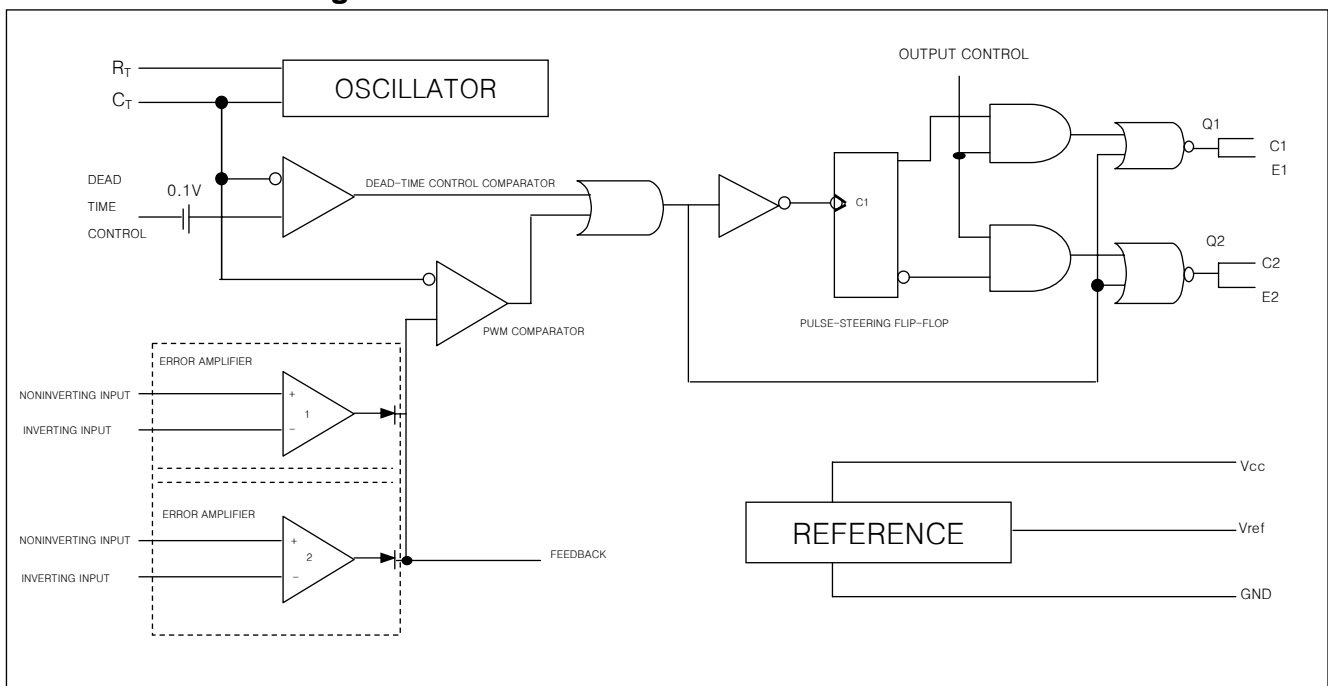 OUTPUT CONTROL
RT
CT
OSCILLATOR
DEAD
TIME
CONTROL
0.1V
DEAD-TIME CONTROL COMPARATOR
PWM COMPARATOR
C1
PULSE-STEERING FLIP-FLOP
Q1
C1
E1
Q2
C2
E2
ERROR AMPLIFIER
NONINVERTING INPUT
INVERTING INPUT
+
1
−
ERROR AMPLIFIER
NONINVERTING INPUT
INVERTING INPUT
+
2
−
FEEDBACK
REFERENCE
Vcc
Vref
GND